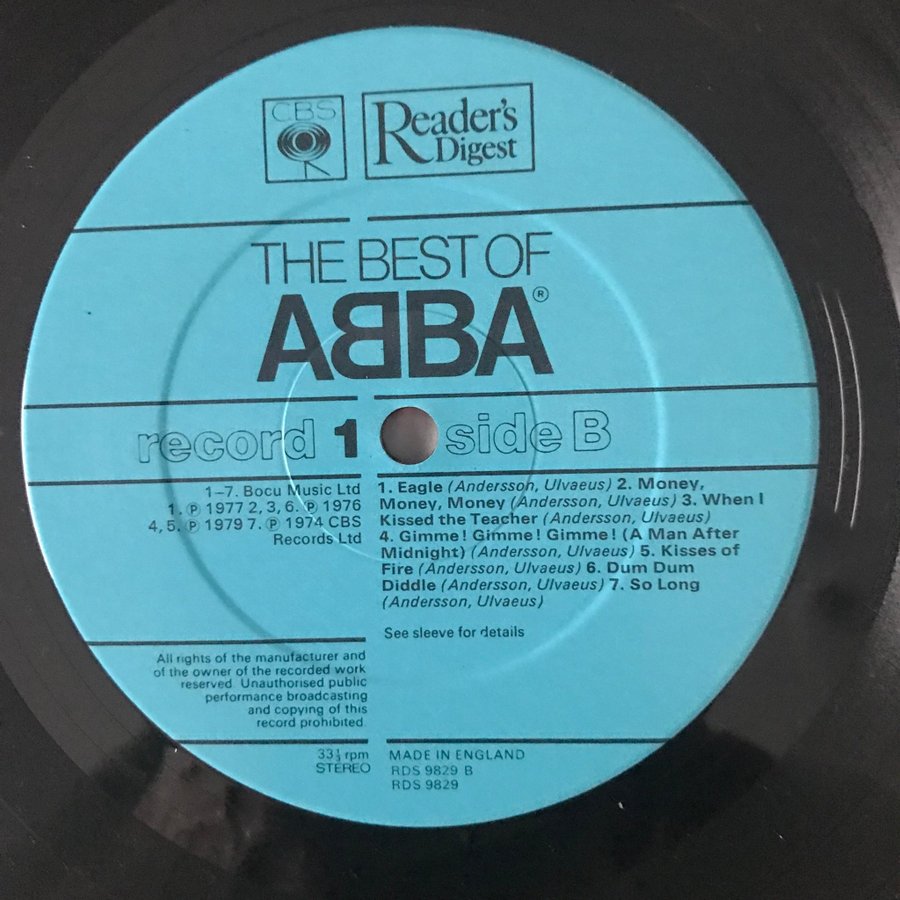 CBS
Reader's
Digest
THE BEST OF
ABBA®
record 1 side B
1–7. Bocu Music Ltd
1. ℗ 1977 2, 3, 6. ℗ 1976
4, 5. ℗ 1979 7. ℗ 1974 CBS
Records Ltd
1. Eagle (Andersson, Ulvaeus) 2. Money,
Money, Money (Andersson, Ulvaeus) 3. When I
Kissed the Teacher (Andersson, Ulvaeus)
4. Gimme! Gimme! Gimme! (A Man After
Midnight) (Andersson, Ulvaeus) 5. Kisses of
Fire (Andersson, Ulvaeus) 6. Dum Dum
Diddle (Andersson, Ulvaeus) 7. So Long
(Andersson, Ulvaeus)
See sleeve for details
All rights of the manufacturer and
of the owner of the recorded work
reserved. Unauthorised public
performance broadcasting
and copying of this
record prohibited.
33⅓ rpm
STEREO
MADE IN ENGLAND
RDS 9829 B
RDS 9829